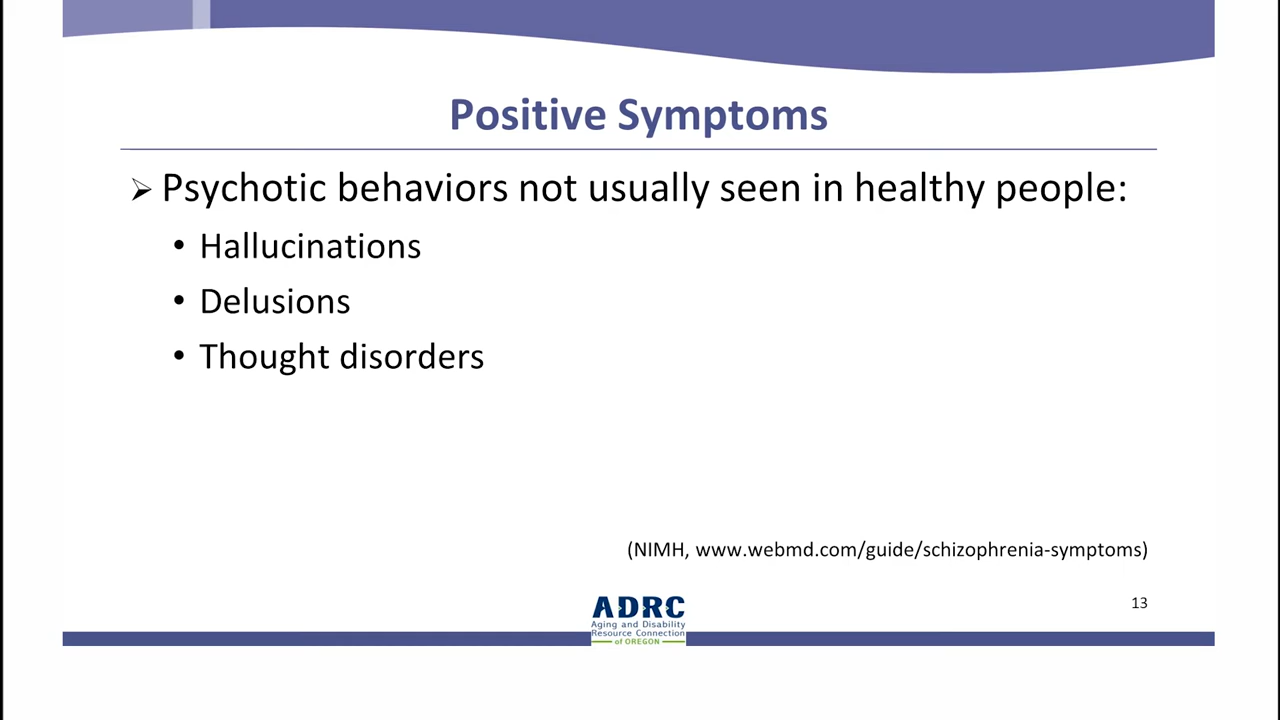 Positive Symptoms
➢ Psychotic behaviors not usually seen in healthy people:
• Hallucinations
• Delusions
• Thought disorders
(NIMH, www.webmd.com/guide/schizophrenia-symptoms)
13
ADRC
Aging and Disability
Resource Connection
of OREGON